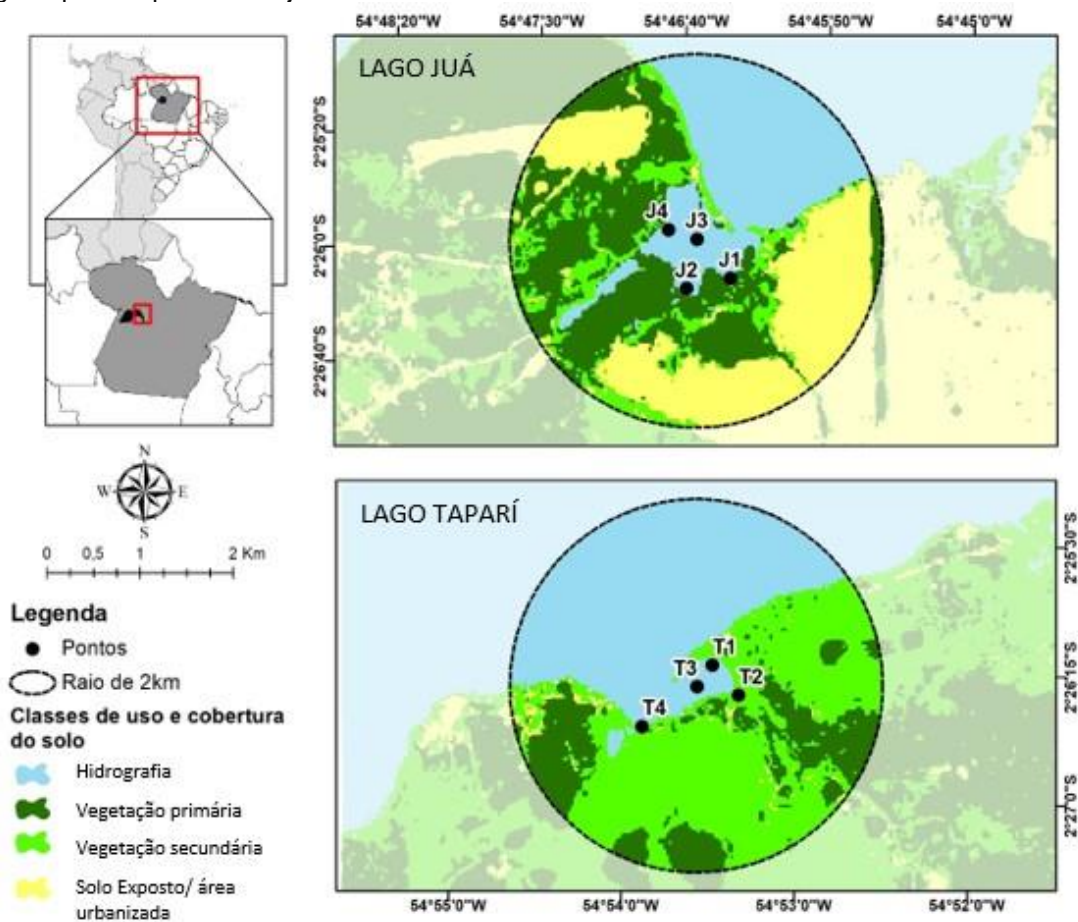 54°48'20"W 54°47'30"W 54°46'40"W 54°45'50"W 54°45'0"W
LAGO JUÁ
2°25'20"S
2°26'0"S
2°26'40"S
J4
J3
J2
J1
N
W E
S
0 0,5 1 2 Km
Legenda
Pontos
Raio de 2km
Classes de uso e cobertura
do solo
Hidrografia
Vegetação primária
Vegetação secundária
Solo Exposto/ área
urbanizada
LAGO TAPARÍ
T1
T3
T2
T4
2°25'30"S
2°26'15"S
2°27'0"S
54°55'0"W 54°54'0"W 54°53'0"W 54°52'0"W